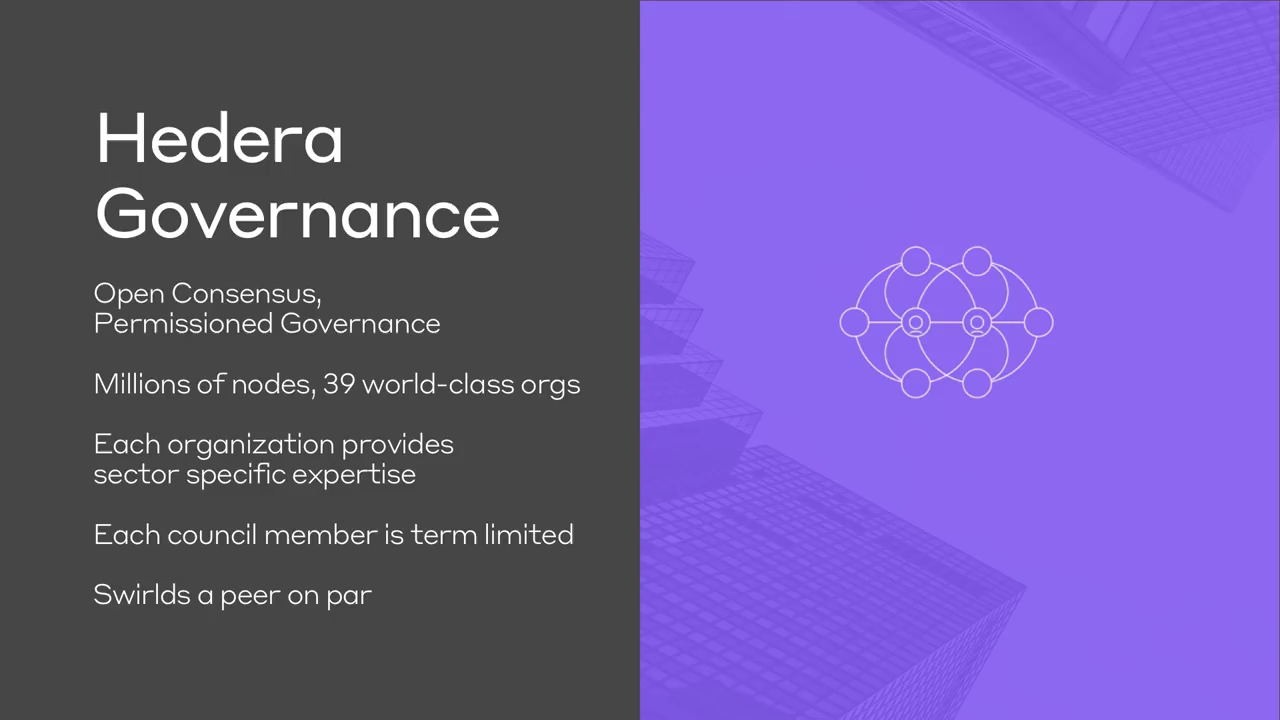 Hedera
Governance
Open Consensus,
Permissioned Governance
Millions of nodes, 39 world-class orgs
Each organization provides
sector specific expertise
Each council member is term limited
Swirlds a peer on par